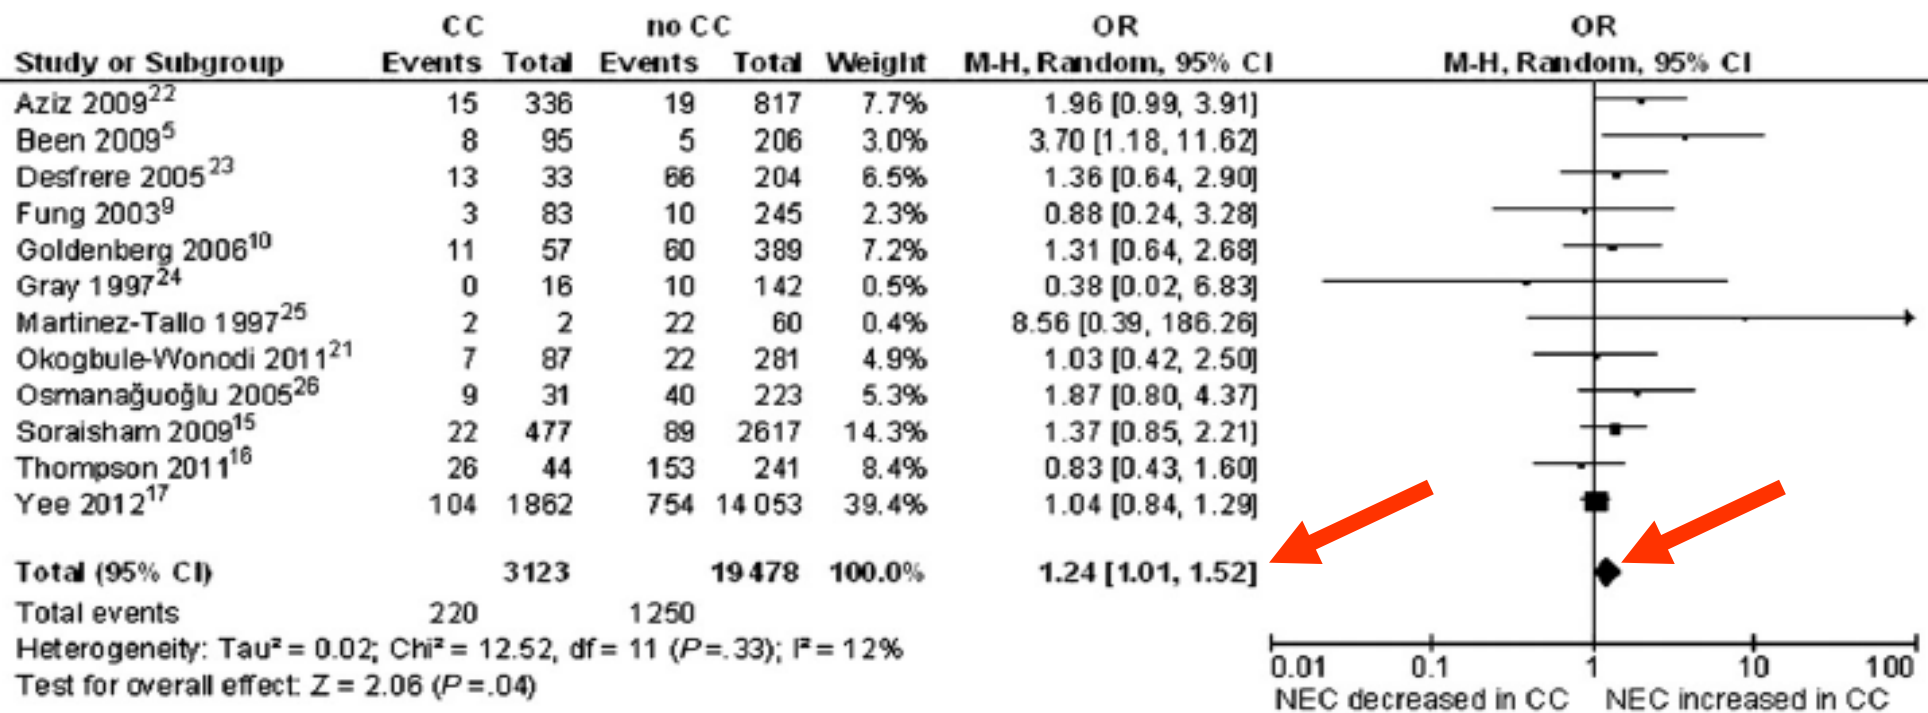 CC no CC OR OR
Study or Subgroup Events Total Events Total Weight M-H, Random, 95% CI M-H, Random, 95% CI
Aziz 2009²² 15 336 19 817 7.7% 1.96 [0.99, 3.91]
Been 2009⁵ 8 95 5 206 3.0% 3.70 [1.18, 11.62]
Desfrere 2005²³ 13 33 66 204 6.5% 1.36 [0.64, 2.90]
Fung 2003⁹ 3 83 10 245 2.3% 0.88 [0.24, 3.28]
Goldenberg 2006¹⁰ 11 57 60 389 7.2% 1.31 [0.64, 2.68]
Gray 1997²⁴ 0 16 10 142 0.5% 0.38 [0.02, 6.83]
Martinez-Tallo 1997²⁵ 2 2 22 60 0.4% 8.56 [0.39, 186.26]
Okogbule-Wonodi 2011²¹ 7 87 22 281 4.9% 1.03 [0.42, 2.50]
Osmanağuoğlu 2005²⁶ 9 31 40 223 5.3% 1.87 [0.80, 4.37]
Soraisham 2009¹⁵ 22 477 89 2617 14.3% 1.37 [0.85, 2.21]
Thompson 2011¹⁶ 26 44 153 241 8.4% 0.83 [0.43, 1.60]
Yee 2012¹⁷ 104 1862 754 14 053 39.4% 1.04 [0.84, 1.29]
Total (95% CI) 3123 19 478 100.0% 1.24 [1.01, 1.52]
Total events 220 1250
Heterogeneity: Tau² = 0.02; Chi² = 12.52, df = 11 (P=.33); I² = 12%
Test for overall effect: Z = 2.06 (P=.04)
0.01 0.1 1 10 100
NEC decreased in CC NEC increased in CC